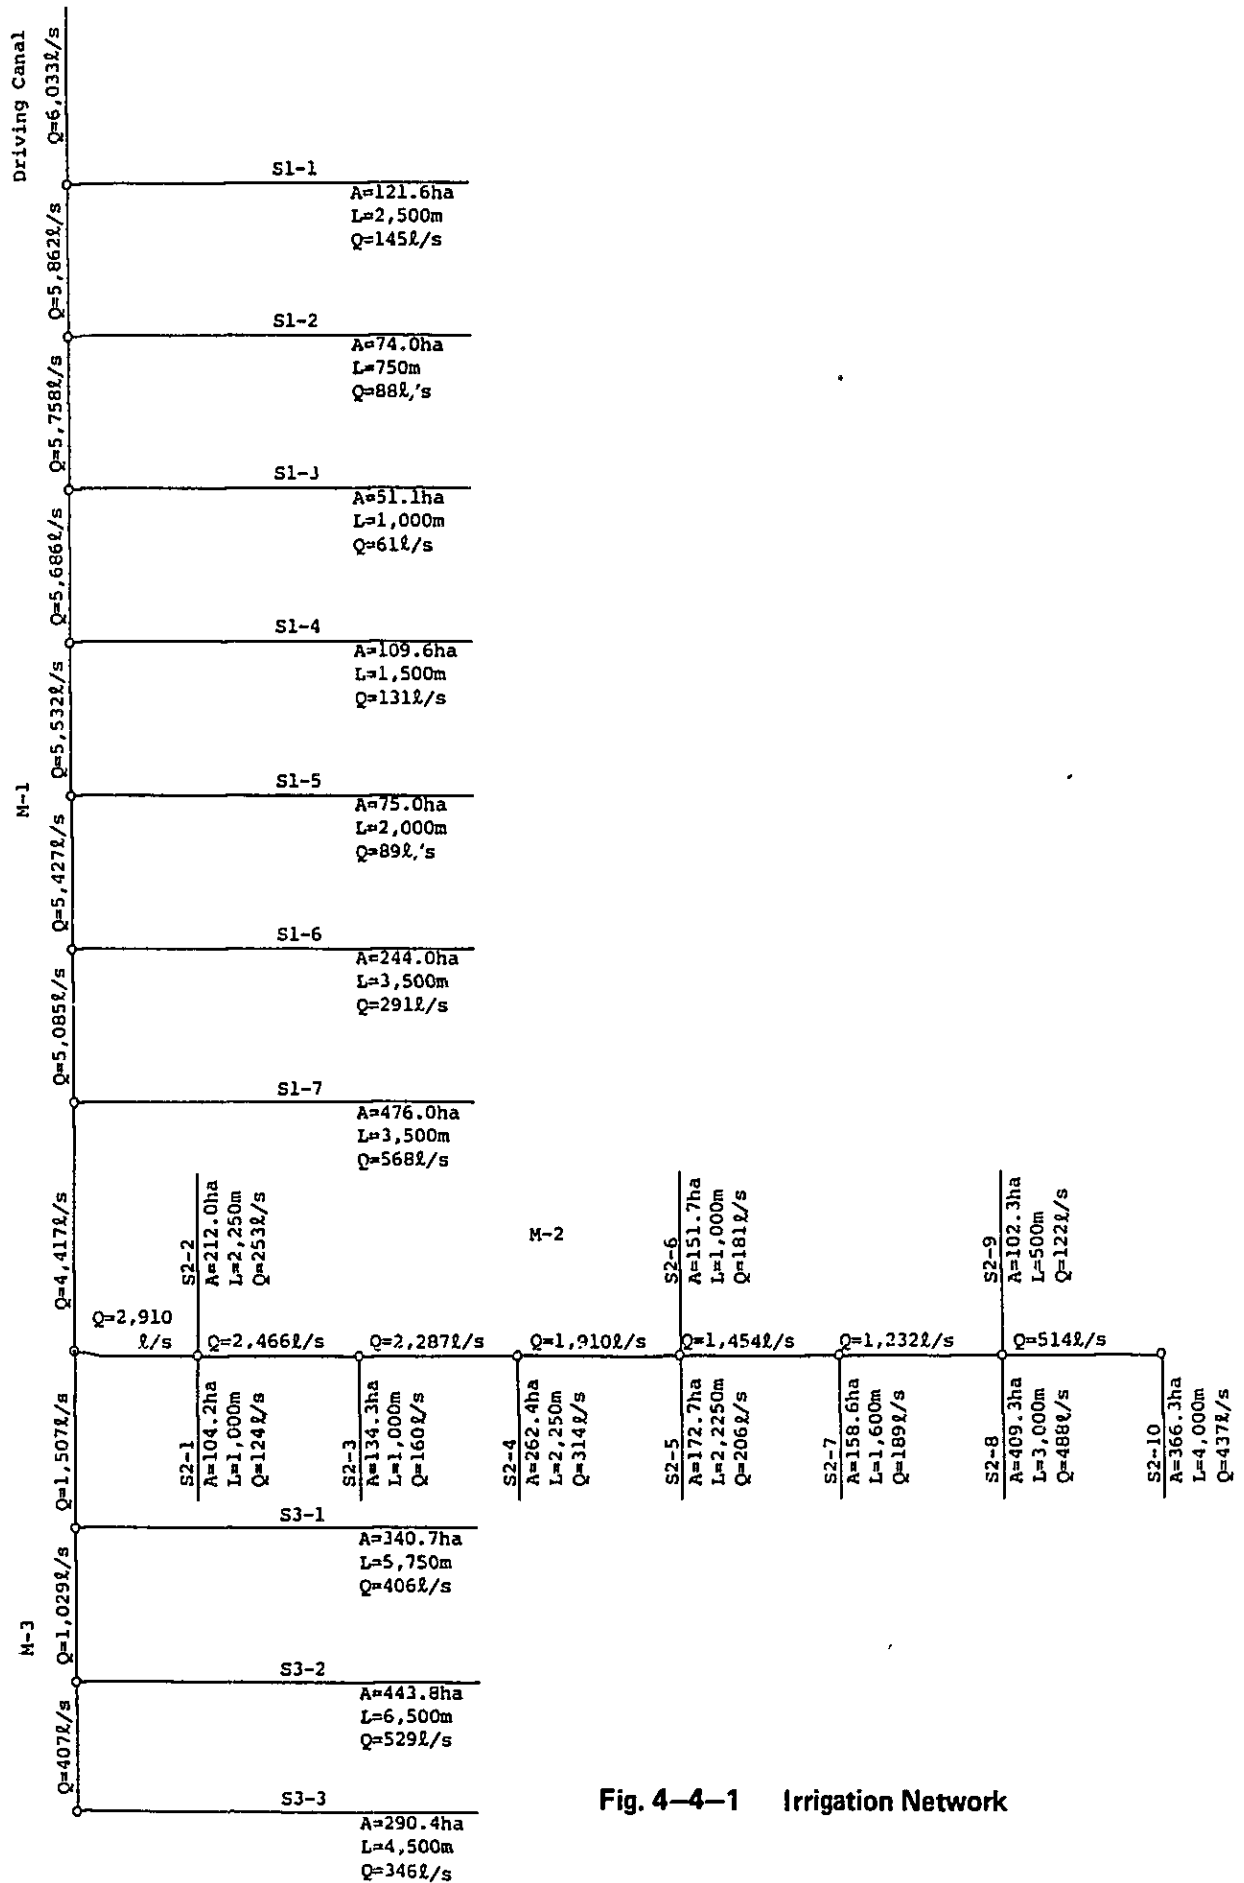 Driving Canal
Q=6,033ℓ/s
S1-1
A=121.6ha
L=2,500m
Q=145ℓ/s
Q=5,862ℓ/s
S1-2
A=74.0ha
L=750m
Q=88ℓ,'s
Q=5,758ℓ/s
S1-3
A=51.1ha
L=1,000m
Q=61ℓ/s
Q=5,686ℓ/s
S1-4
A=109.6ha
L=1,500m
Q=131ℓ/s
Q=5,532ℓ/s
M-1
S1-5
A=75.0ha
L=2,000m
Q=89ℓ,'s
Q=5,427ℓ/s
S1-6
A=244.0ha
L=3,500m
Q=291ℓ/s
Q=5,085ℓ/s
S1-7
A=476.0ha
L=3,500m
Q=568ℓ/s
Q=4,417ℓ/s
M-2
S2-2
A=212.0ha
L=2,250m
Q=253ℓ/s
S2-6
A=151.7ha
L=1,000m
Q=181ℓ/s
S2-9
A=102.3ha
L=500m
Q=122ℓ/s
Q=2,910
ℓ/s
Q=2,466ℓ/s
Q=2,287ℓ/s
Q=1,910ℓ/s
Q=1,454ℓ/s
Q=1,232ℓ/s
Q=514ℓ/s
S2-1
A=104.2ha
L=1,000m
Q=124ℓ/s
S2-3
A=134.3ha
L=1,000m
Q=160ℓ/s
S2-4
A=262.4ha
L=2,250m
Q=314ℓ/s
S2-5
A=172.7ha
L=2,2250m
Q=206ℓ/s
S2-7
A=158.6ha
L=1,600m
Q=189ℓ/s
S2-8
A=409.3ha
L=3,000m
Q=488ℓ/s
S2-10
A=366.3ha
L=4,000m
Q=437ℓ/s
Q=1,507ℓ/s
S3-1
A=340.7ha
L=5,750m
Q=406ℓ/s
Q=1,029ℓ/s
M-3
S3-2
A=443.8ha
L=6,500m
Q=529ℓ/s
Q=407ℓ/s
S3-3
A=290.4ha
L=4,500m
Q=346ℓ/s
Fig. 4–4–1 Irrigation Network